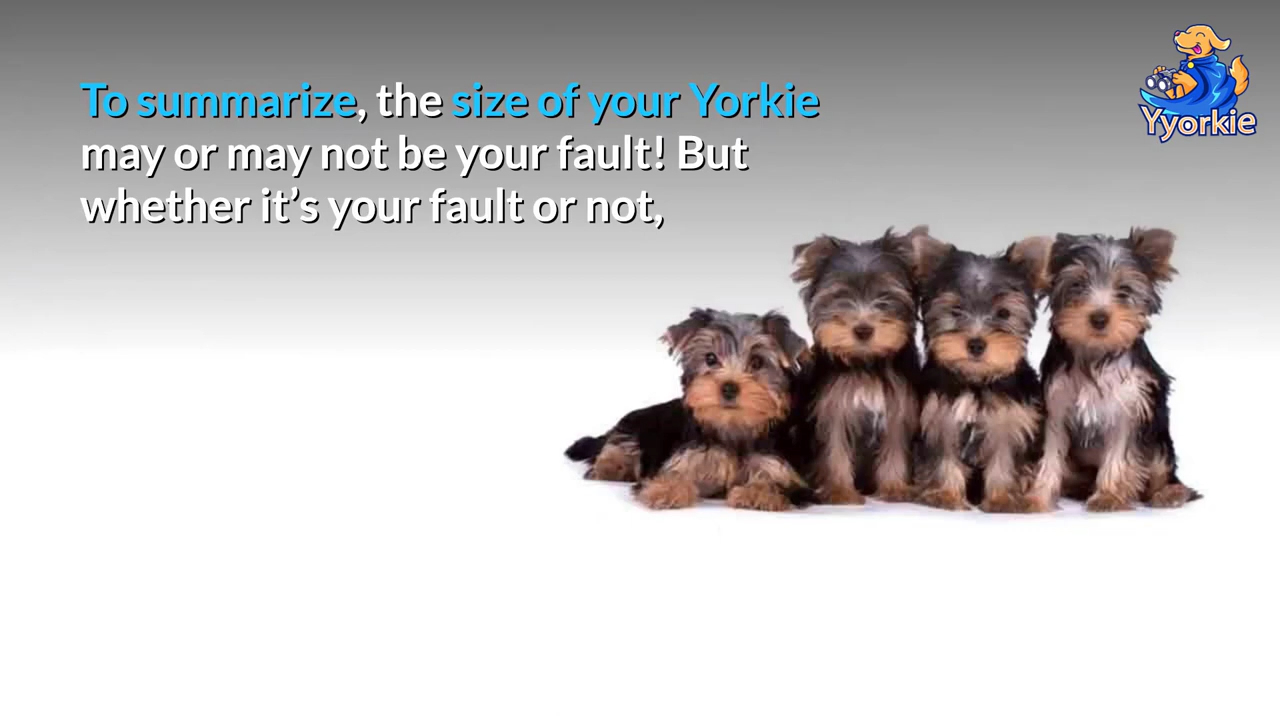 To summarize, the size of your Yorkie
may or may not be your fault! But
whether it’s your fault or not,
Yyorkie